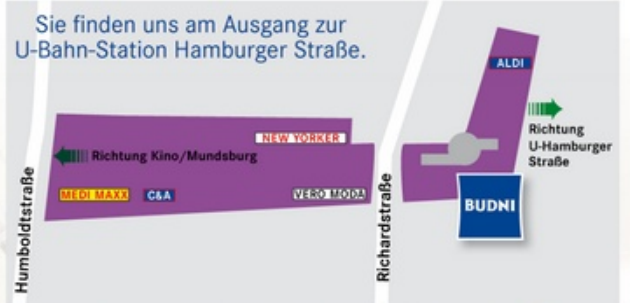 Sie finden uns am Ausgang zur
U-Bahn-Station Hamburger Straße.
ALDI
NEW YORKER
Richtung Kino/Mundsburg
Richtung
U-Hamburger
Straße
MEDI MAXX
C&A
VERO MODA
BUDNI
Humboldtstraße
Richardstraße